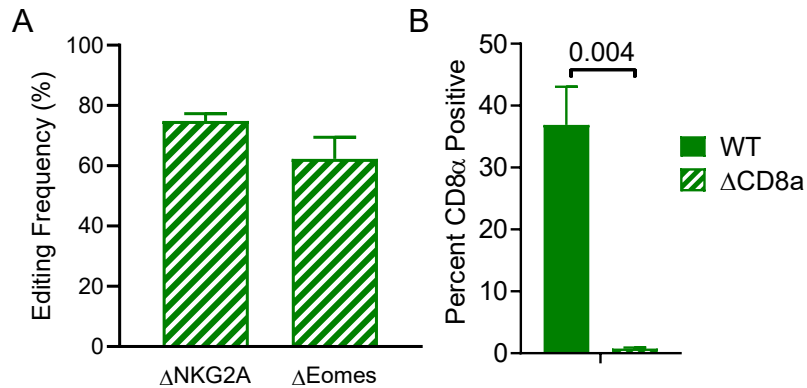 A
Editing Frequency (%)
100
80
60
40
20
0
ΔNKG2A
ΔEomes
B
Percent CD8α Positive
50
40
30
20
10
0
0.004
WT
ΔCD8a